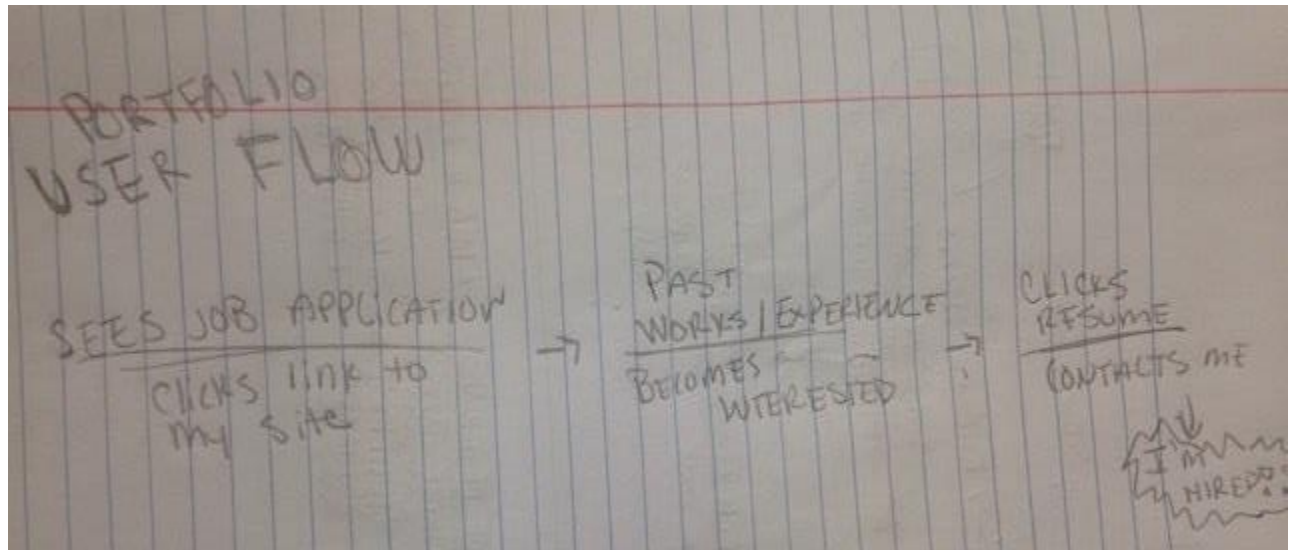 PORTFOLIO
USER FLOW
SEES JOB APPLICATION
Clicks link to
my site
→
PAST
WORKS / EXPERIENCE
BECOMES
INTERESTED
→
CLICKS
RESUME
CONTACTS ME
I'M
HIRED!!